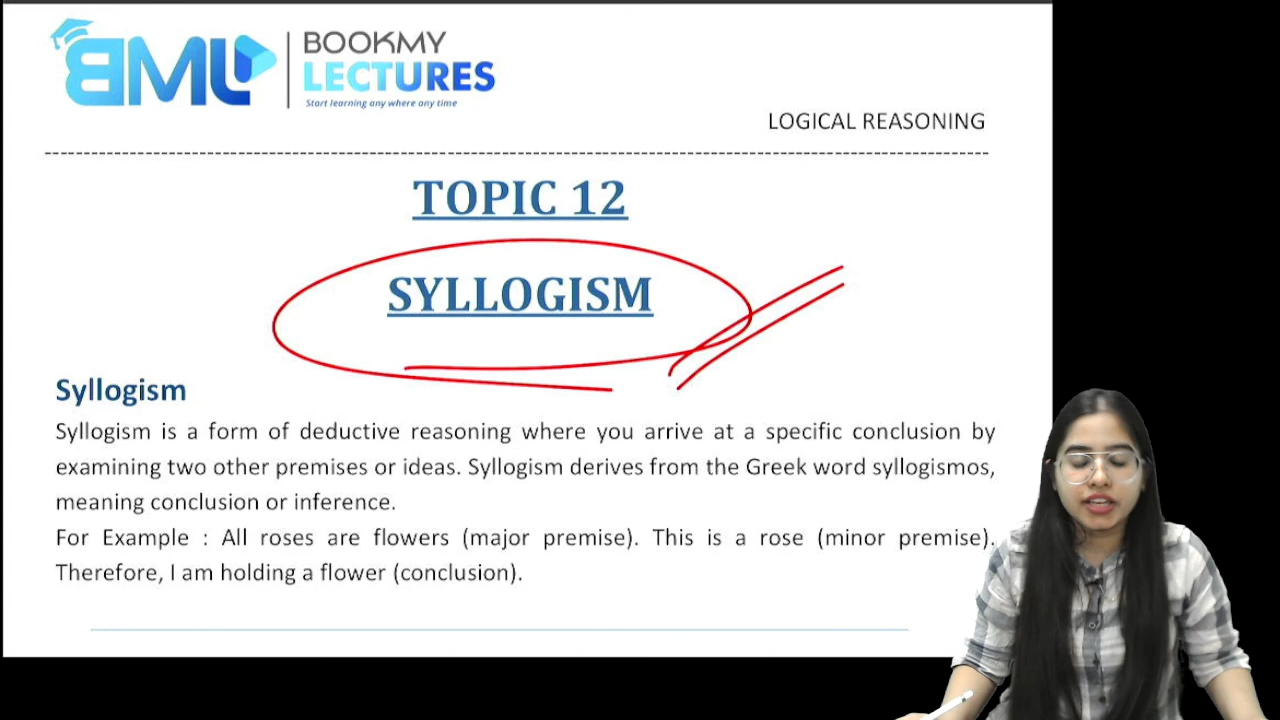 BML
BOOKMY
LECTURES
Start learning any where any time
LOGICAL REASONING
TOPIC 12
SYLLOGISM
Syllogism
Syllogism is a form of deductive reasoning where you arrive at a specific conclusion by
examining two other premises or ideas. Syllogism derives from the Greek word syllogismos,
meaning conclusion or inference.
For Example : All roses are flowers (major premise). This is a rose (minor premise).
Therefore, I am holding a flower (conclusion).